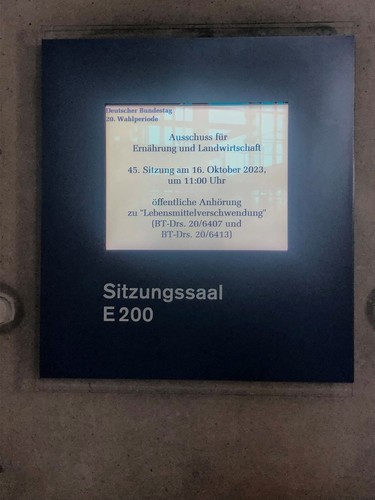 Deutscher Bundestag
20. Wahlperiode
Ausschuss für
Ernährung und Landwirtschaft
45. Sitzung am 16. Oktober 2023,
um 11:00 Uhr
öffentliche Anhörung
zu "Lebensmittelverschwendung"
(BT-Drs. 20/6407 und
BT-Drs. 20/6413)
Sitzungssaal
E 200